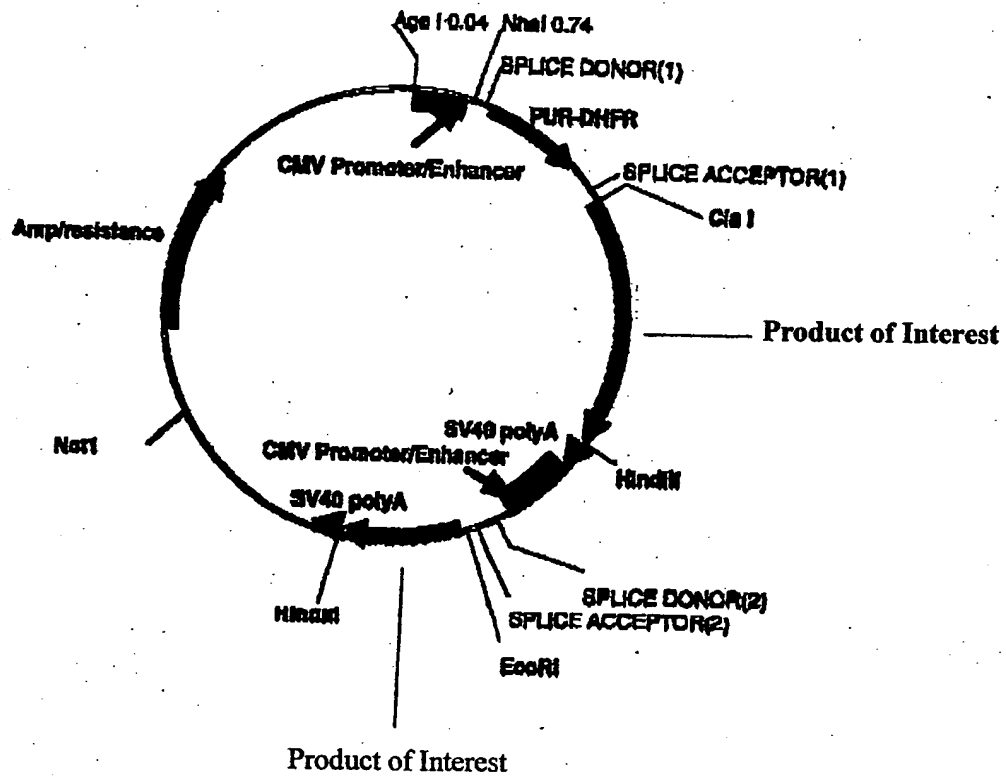 Age I 0.04 NheI 0.74
SPLICE DONOR(1)
PUR-DHFR
CMV Promoter/Enhancer
SPLICE ACCEPTOR(1)
Cla I
Amp/resistance
Product of Interest
SV40 polyA
CMV Promoter/Enhancer
NotI
HindIII
SV40 polyA
SPLICE DONOR(2)
HindIII
SPLICE ACCEPTOR(2)
EcoRI
Product of Interest